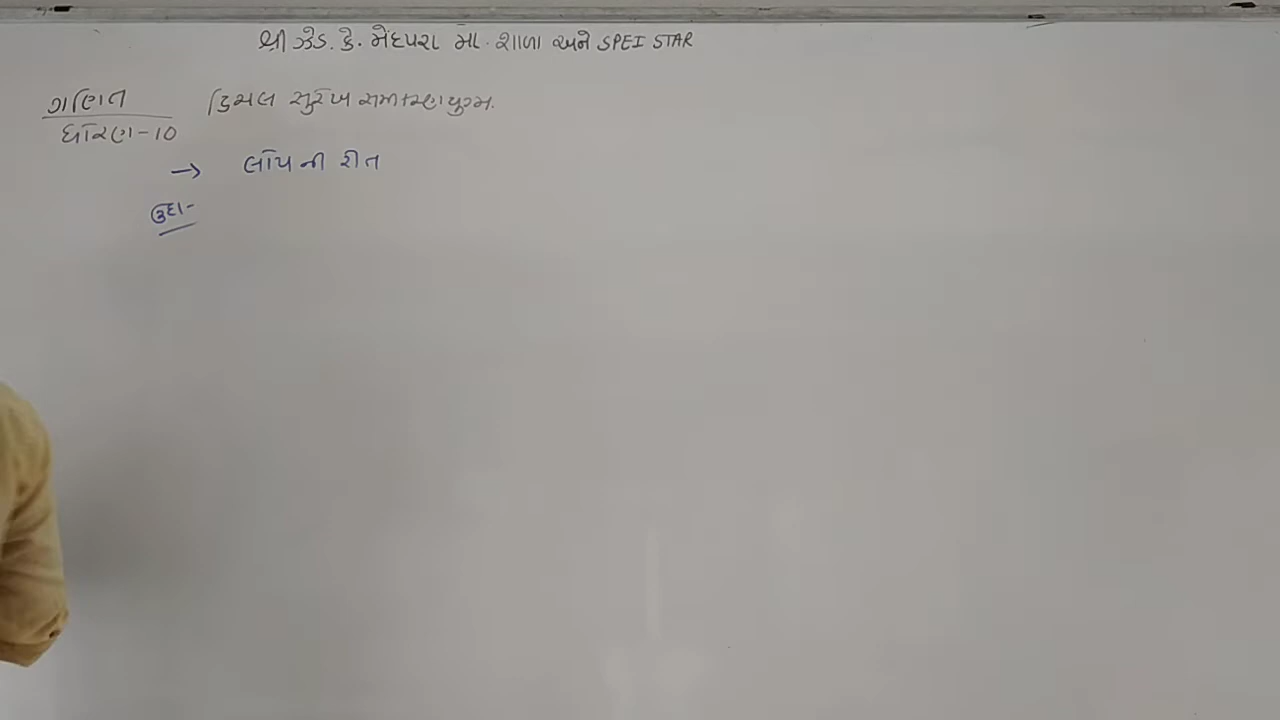 શ્રી ઝેડ. કે. મેંદપરા મા. શાળા અને SPEI STAR
ગણિત દ્વિચલ સુરેખ સમીકરણયુગ્મ.
ધોરણ-10
→ લોપની રીત
ઉદા-